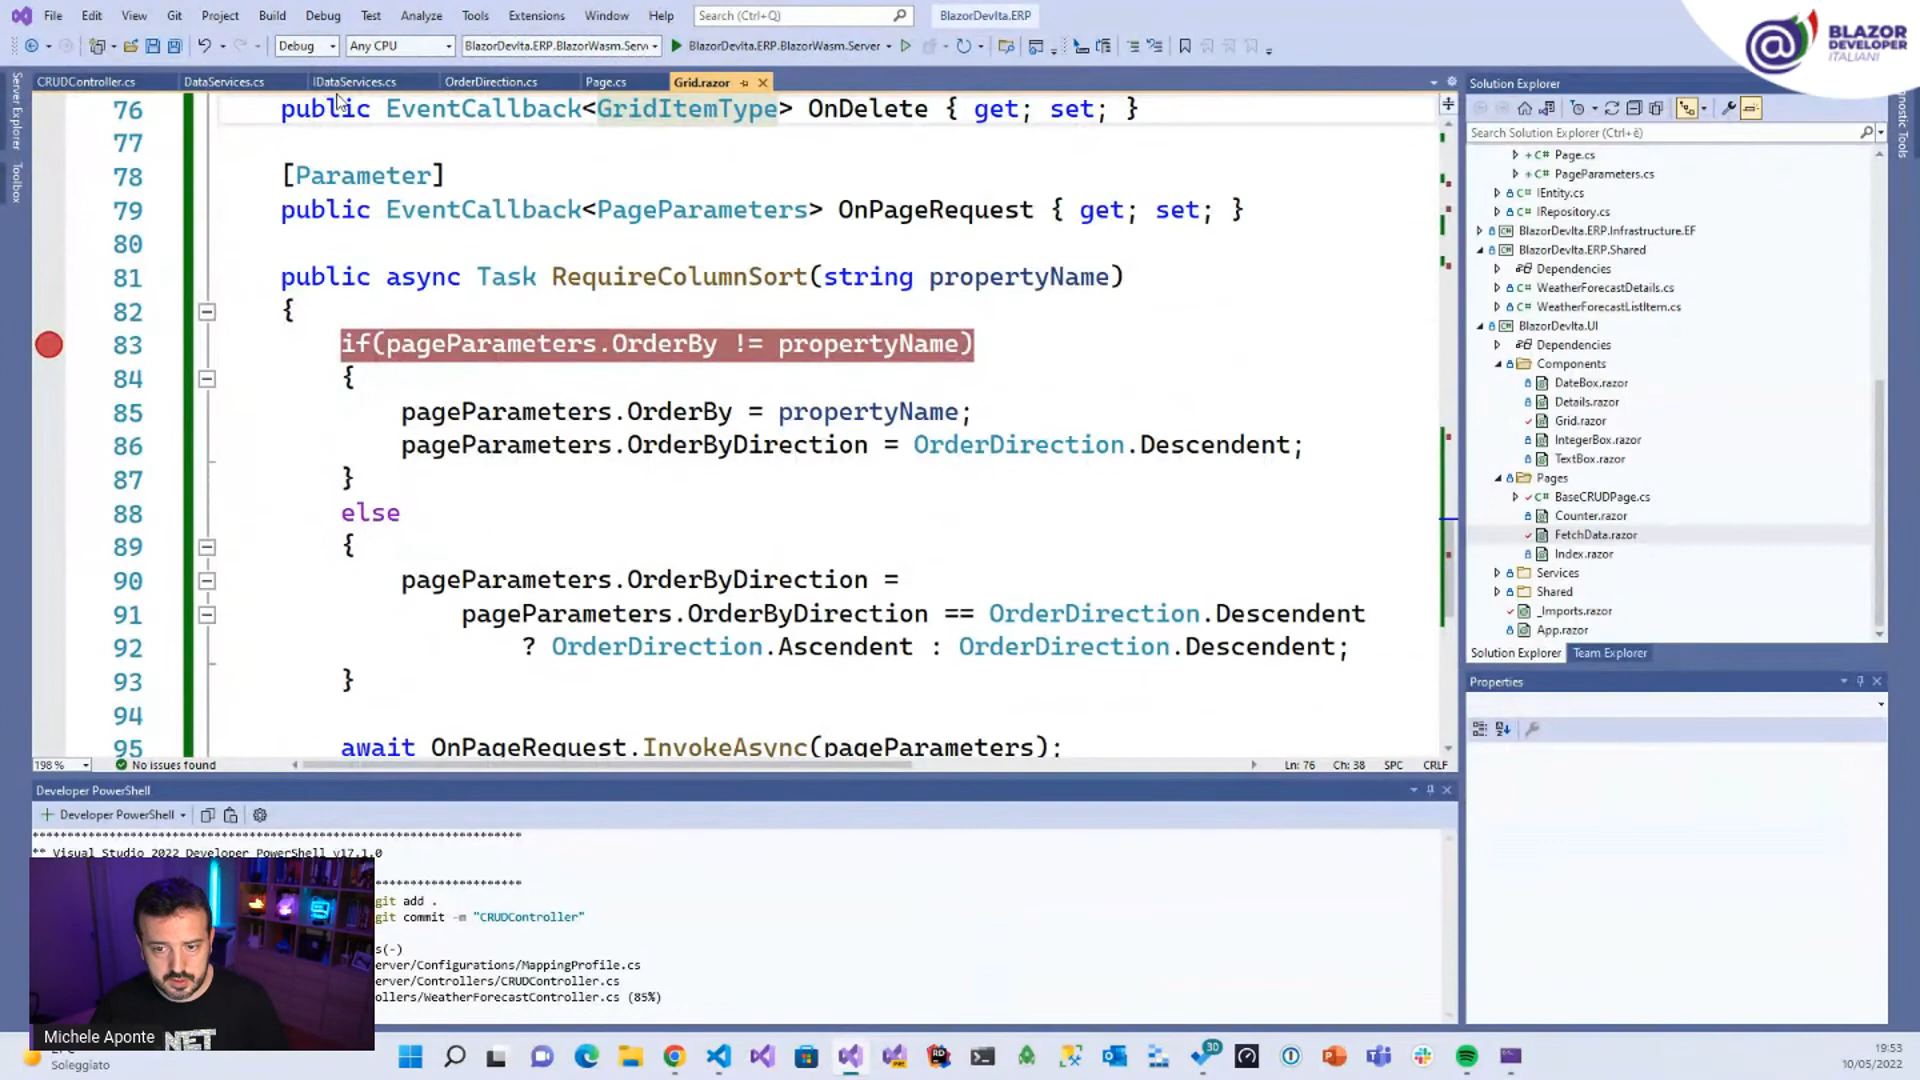 File Edit View Git Project Build Debug Test Analyze Tools Extensions Window Help Search (Ctrl+Q) BlazorDevIta.ERP
Debug Any CPU BlazorDevIta.ERP.BlazorWasm.Serv BlazorDevIta.ERP.BlazorWasm.Server
BLAZOR
DEVELOPER
ITALIANI
CRUDController.cs DataServices.cs IDataServices.cs OrderDirection.cs Page.cs Grid.razor
Server Explorer
Toolbox
76 public EventCallback<GridItemType> OnDelete { get; set; }
77
78 [Parameter]
79 public EventCallback<PageParameters> OnPageRequest { get; set; }
80
81 public async Task RequireColumnSort(string propertyName)
82 {
83 if(pageParameters.OrderBy != propertyName)
84 {
85 pageParameters.OrderBy = propertyName;
86 pageParameters.OrderByDirection = OrderDirection.Descendent;
87 }
88 else
89 {
90 pageParameters.OrderByDirection =
91 pageParameters.OrderByDirection == OrderDirection.Descendent
92 ? OrderDirection.Ascendent : OrderDirection.Descendent;
93 }
94
95 await OnPageRequest.InvokeAsync(pageParameters);
198 % No issues found Ln: 76 Ch: 38 SPC CRLF
Solution Explorer
Search Solution Explorer (Ctrl+è)
Page.cs
PageParameters.cs
IEntity.cs
IRepository.cs
BlazorDevIta.ERP.Infrastructure.EF
BlazorDevIta.ERP.Shared
Dependencies
WeatherForecastDetails.cs
WeatherForecastListItem.cs
BlazorDevIta.UI
Dependencies
Components
DateBox.razor
Details.razor
Grid.razor
IntegerBox.razor
TextBox.razor
Pages
BaseCRUDPage.cs
Counter.razor
FetchData.razor
Index.razor
Services
Shared
_Imports.razor
App.razor
Solution Explorer Team Explorer
Properties
nostic Tools
Developer PowerShell
Developer PowerShell
**********************************************************************
** Visual Studio 2022 Developer PowerShell v17.1.0
git add .
git commit -m "CRUDController"
s(-)
erver/Configurations/MappingProfile.cs
erver/Controllers/CRUDController.cs
ollers/WeatherForecastController.cs (85%)
Michele Aponte
.NET
Soleggiato
30
19:53
10/05/2022